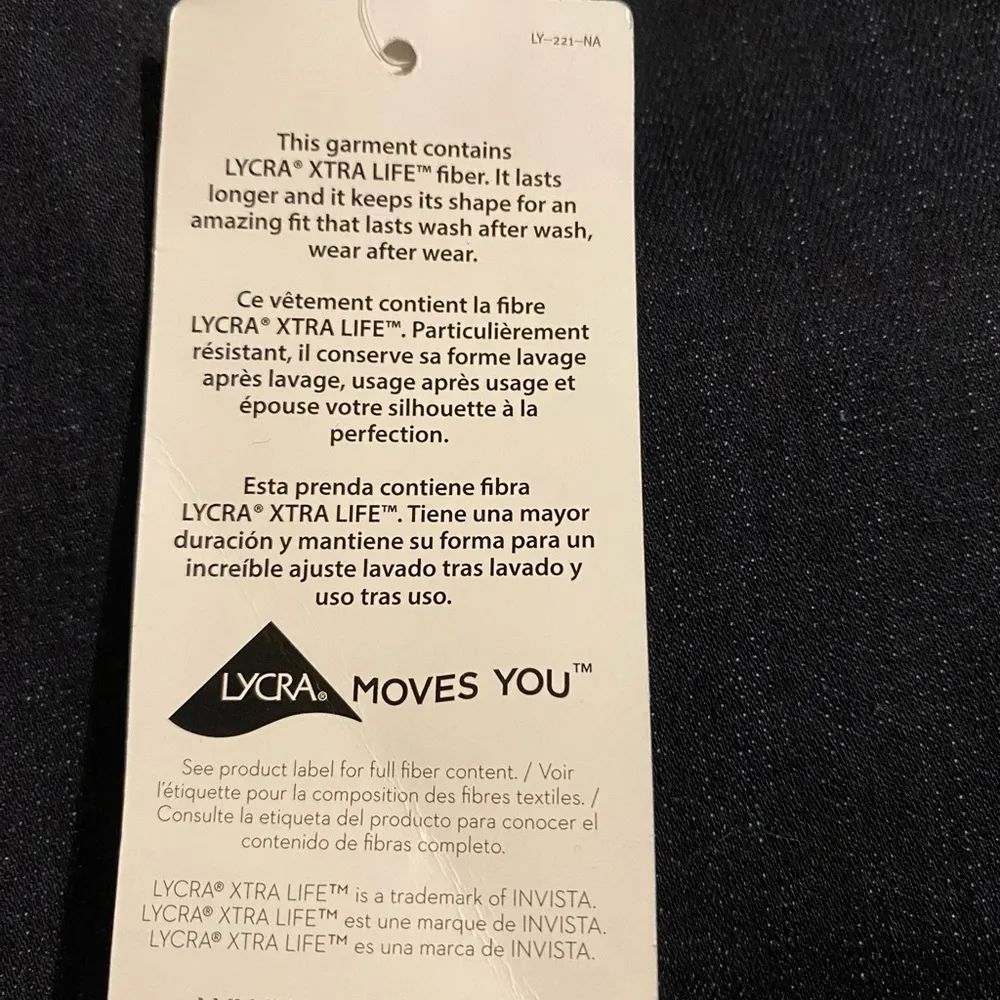 LY-221-NA
This garment contains
LYCRA® XTRA LIFE™ fiber. It lasts
longer and it keeps its shape for an
amazing fit that lasts wash after wash,
wear after wear.
Ce vêtement contient la fibre
LYCRA® XTRA LIFE™. Particulièrement
résistant, il conserve sa forme lavage
après lavage, usage après usage et
épouse votre silhouette à la
perfection.
Esta prenda contiene fibra
LYCRA® XTRA LIFE™. Tiene una mayor
duración y mantiene su forma para un
increíble ajuste lavado tras lavado y
uso tras uso.
LYCRA® MOVES YOU™
See product label for full fiber content. / Voir
l'étiquette pour la composition des fibres textiles. /
Consulte la etiqueta del producto para conocer el
contenido de fibras completo.
LYCRA® XTRA LIFE™ is a trademark of INVISTA.
LYCRA® XTRA LIFE™ est une marque de INVISTA.
LYCRA® XTRA LIFE™ es una marca de INVISTA.